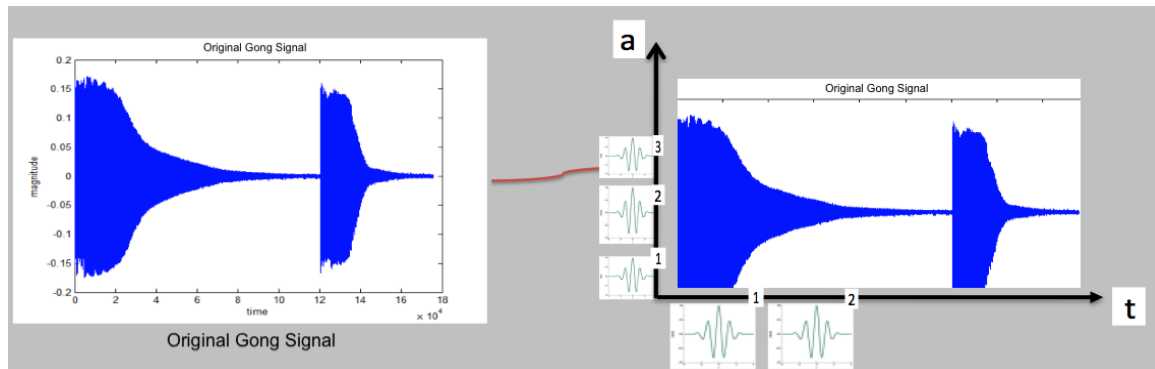 Original Gong Signal
0.2
0.15
0.1
0.05
0
-0.05
-0.1
-0.15
-0.2
magnitude
0 2 4 6 8 10 12 14 16 18
time
× 10⁴
Original Gong Signal
a
Original Gong Signal
3
2
1
1 2
t